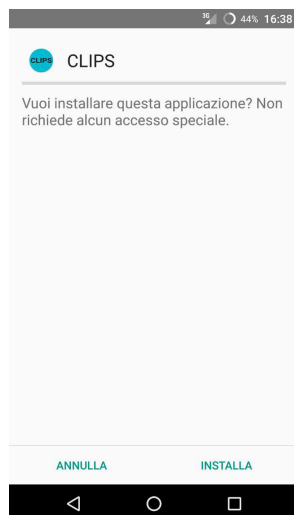 3G 44% 16:38
CLIPS CLIPS
Vuoi installare questa applicazione? Non
richiede alcun accesso speciale.
ANNULLA INSTALLA